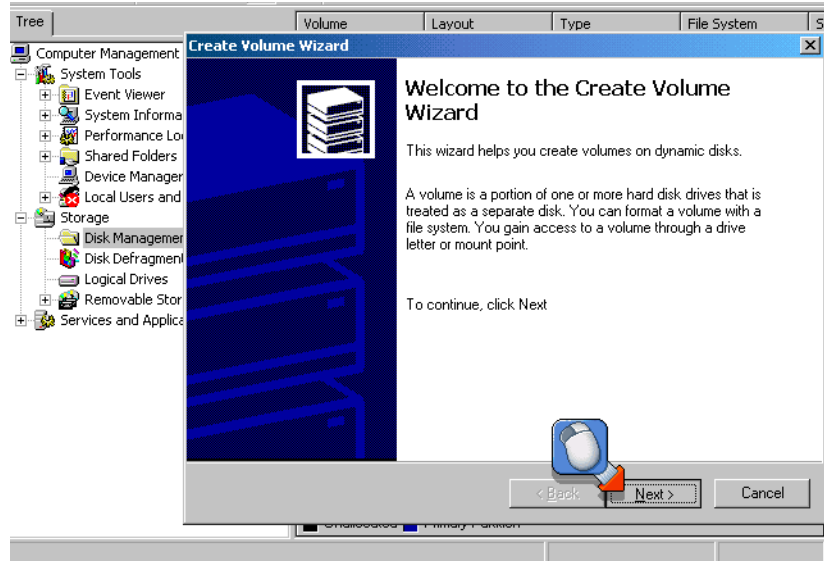 Tree
Volume Layout Type File System S
Create Volume Wizard
Computer Management
System Tools
Event Viewer
System Informa
Performance Lo
Shared Folders
Device Manager
Local Users and
Storage
Disk Managemen
Disk Defragment
Logical Drives
Removable Stor
Services and Applica
Welcome to the Create Volume
Wizard
This wizard helps you create volumes on dynamic disks.
A volume is a portion of one or more hard disk drives that is
treated as a separate disk. You can format a volume with a
file system. You gain access to a volume through a drive
letter or mount point.
To continue, click Next
< Back Next > Cancel
Unallocated Primary Partition